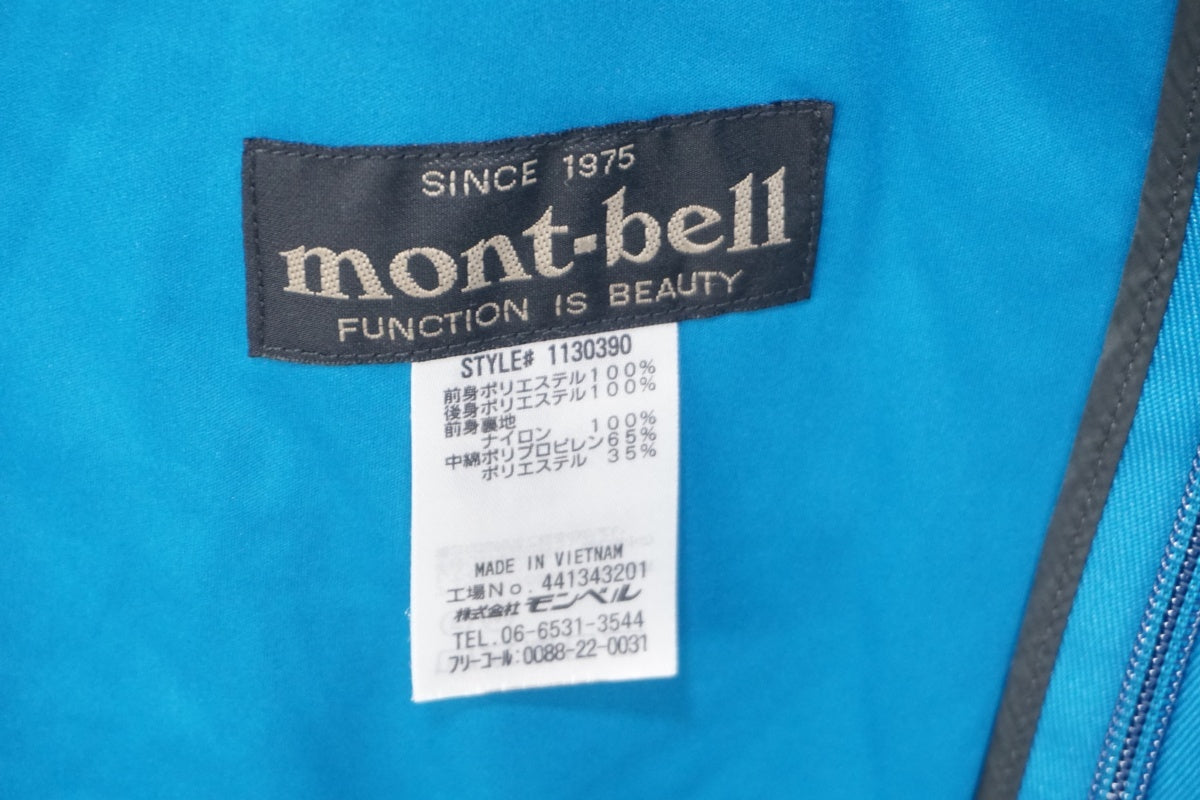 SINCE 1975
mont-bell
FUNCTION IS BEAUTY
STYLE# 1130390
前身ポリエステル100%
後身ポリエステル100%
前身裏地
ナイロン 100%
中綿ポリプロピレン65%
ポリエステル 35%
MADE IN VIETNAM
工場No. 441343201
株式会社 モンベル
TEL.06-6531-3544
フリーコール:0088-22-0031